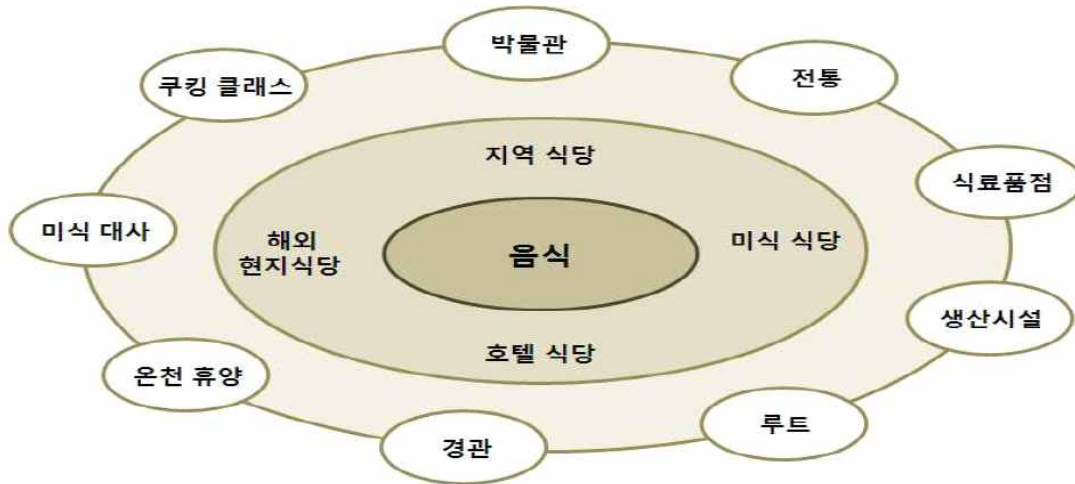 박물관
쿠킹 클래스
전통
지역 식당
식료품점
미식 대사
해외
현지식당
음식
미식 식당
생산시설
호텔 식당
온천 휴양
루트
경관